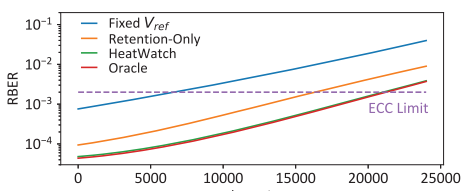 10⁻¹
10⁻²
10⁻³
10⁻⁴
RBER
Fixed V_ref
Retention-Only
HeatWatch
Oracle
ECC Limit
0 5000 10000 15000 20000 25000